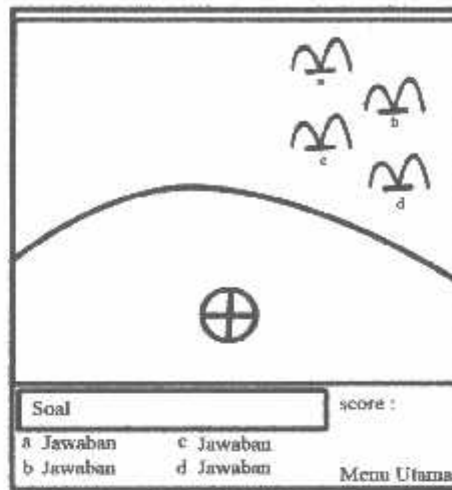 a
b
c
d
Soal
score :
a Jawaban
c Jawaban
b Jawaban
d Jawaban
Menu Utama